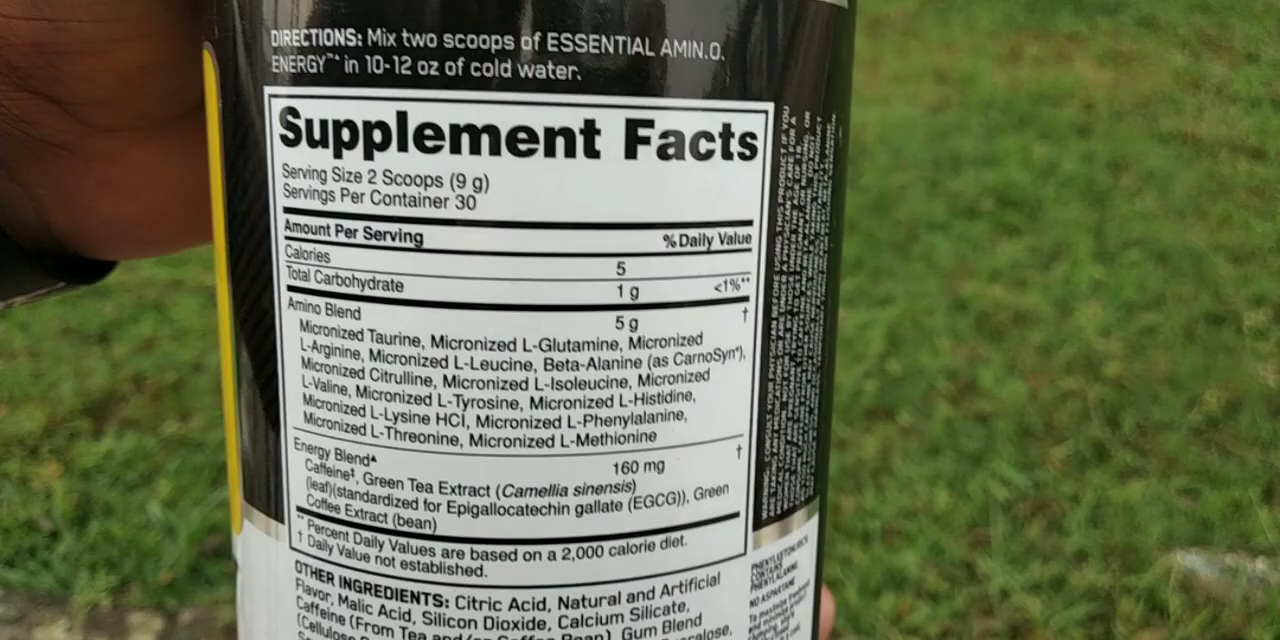 DIRECTIONS: Mix two scoops of ESSENTIAL AMIN.O.
ENERGY™▲ in 10-12 oz of cold water.
Supplement Facts
Serving Size 2 Scoops (9 g)
Servings Per Container 30
Amount Per Serving % Daily Value
Calories 5
Total Carbohydrate 1 g <1%**
Amino Blend 5 g †
Micronized Taurine, Micronized L-Glutamine, Micronized
L-Arginine, Micronized L-Leucine, Beta-Alanine (as CarnoSyn®),
Micronized Citrulline, Micronized L-Isoleucine, Micronized
L-Valine, Micronized L-Tyrosine, Micronized L-Histidine,
Micronized L-Lysine HCl, Micronized L-Phenylalanine,
Micronized L-Threonine, Micronized L-Methionine
Energy Blend▲ 160 mg †
Caffeine‡, Green Tea Extract (Camellia sinensis)
(leaf)(standardized for Epigallocatechin gallate (EGCG)), Green
Coffee Extract (bean)
** Percent Daily Values are based on a 2,000 calorie diet.
† Daily Value not established.
OTHER INGREDIENTS: Citric Acid, Natural and Artificial
Flavor, Malic Acid, Silicon Dioxide, Calcium Silicate,
Caffeine (From Tea and/or Coffee Bean), Gum Blend
(Cellulose
PHENYLKETONURICS
CONTAINS
PHENYLALANINE
NO ASPARTAME